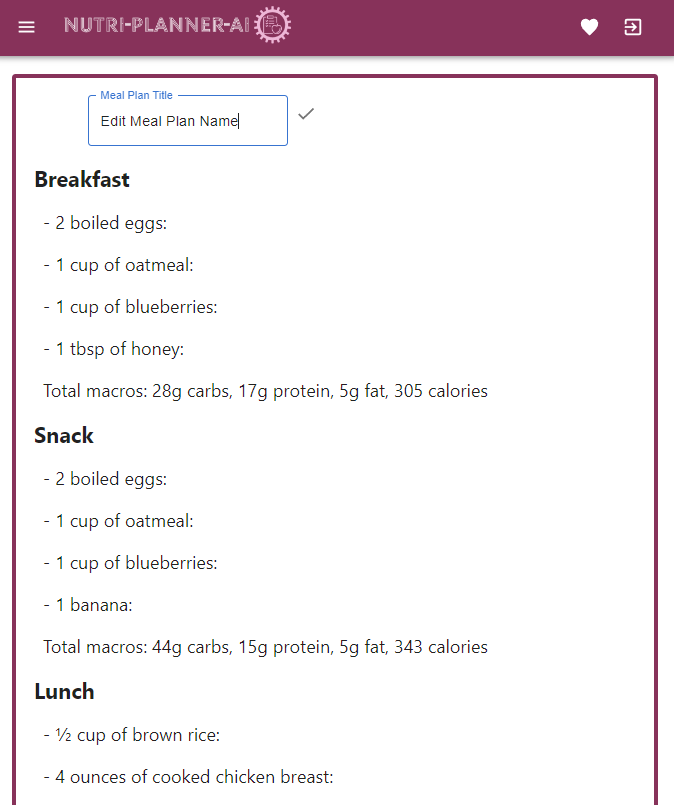 NUTRI-PLANNER-AI
Meal Plan Title
Edit Meal Plan Name
Breakfast
- 2 boiled eggs:
- 1 cup of oatmeal:
- 1 cup of blueberries:
- 1 tbsp of honey:
Total macros: 28g carbs, 17g protein, 5g fat, 305 calories
Snack
- 2 boiled eggs:
- 1 cup of oatmeal:
- 1 cup of blueberries:
- 1 banana:
Total macros: 44g carbs, 15g protein, 5g fat, 343 calories
Lunch
- ½ cup of brown rice:
- 4 ounces of cooked chicken breast: